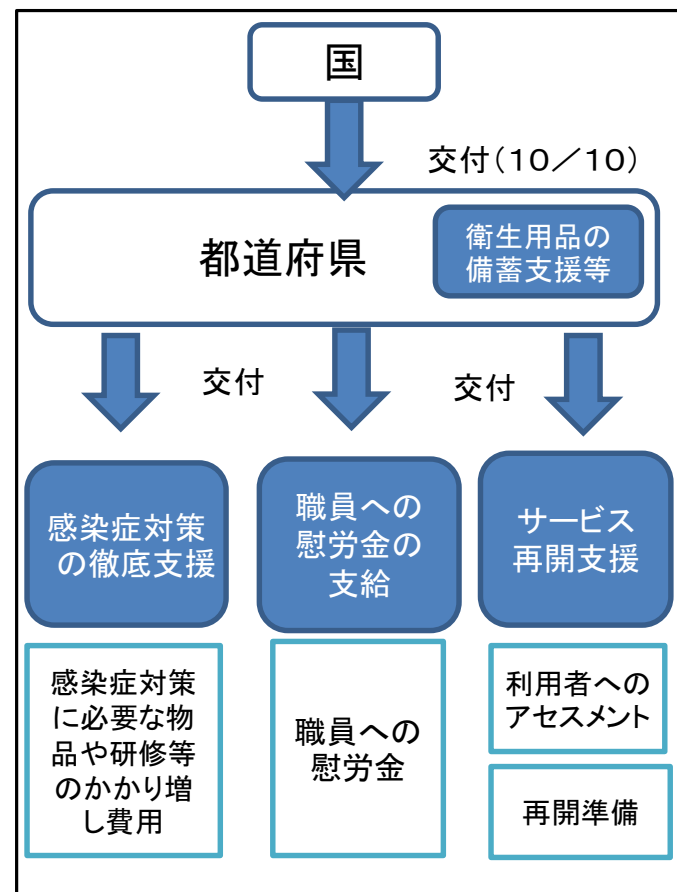 国
交付(10／10)
都道府県
衛生用品の
備蓄支援等
交付
交付
感染症対策
の徹底支援
職員への
慰労金の
支給
サービス
再開支援
感染症対策
に必要な物
品や研修等
のかかり増
し費用
職員への
慰労金
利用者への
アセスメント
再開準備